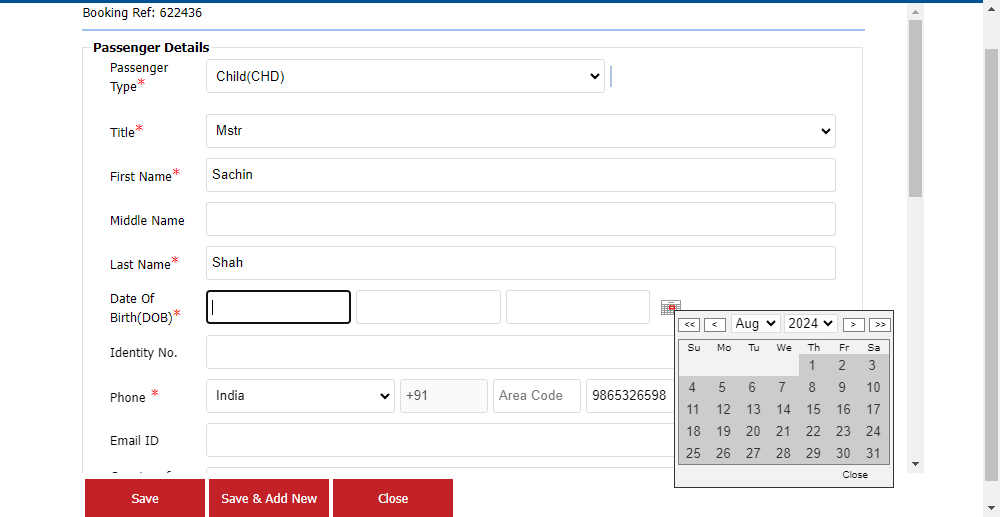 Booking Ref: 622436
Passenger Details
Passenger
Type*
Child(CHD)
Title*
Mstr
First Name*
Sachin
Middle Name
Last Name*
Shah
Date Of
Birth(DOB)*
Identity No.
Phone *
India
+91
Area Code
9865326598
Email ID
<< < Aug 2024 > >>
Su Mo Tu We Th Fr Sa
1 2 3
4 5 6 7 8 9 10
11 12 13 14 15 16 17
18 19 20 21 22 23 24
25 26 27 28 29 30 31
Close
Save
Save & Add New
Close